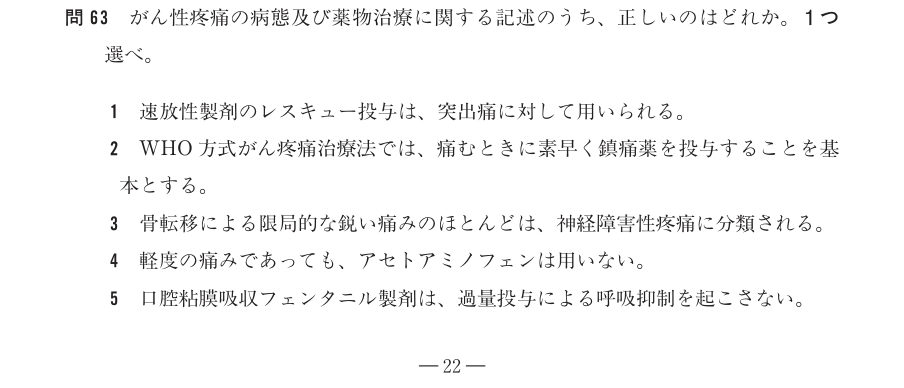 問63 がん性疼痛の病態及び薬物治療に関する記述のうち、正しいのはどれか。1つ
選べ。
1 速放性製剤のレスキュー投与は、突出痛に対して用いられる。
2 WHO 方式がん疼痛治療法では、痛むときに素早く鎮痛薬を投与することを基
本とする。
3 骨転移による限局的な鋭い痛みのほとんどは、神経障害性疼痛に分類される。
4 軽度の痛みであっても、アセトアミノフェンは用いない。
5 口腔粘膜吸収フェンタニル製剤は、過量投与による呼吸抑制を起こさない。
— 22 —